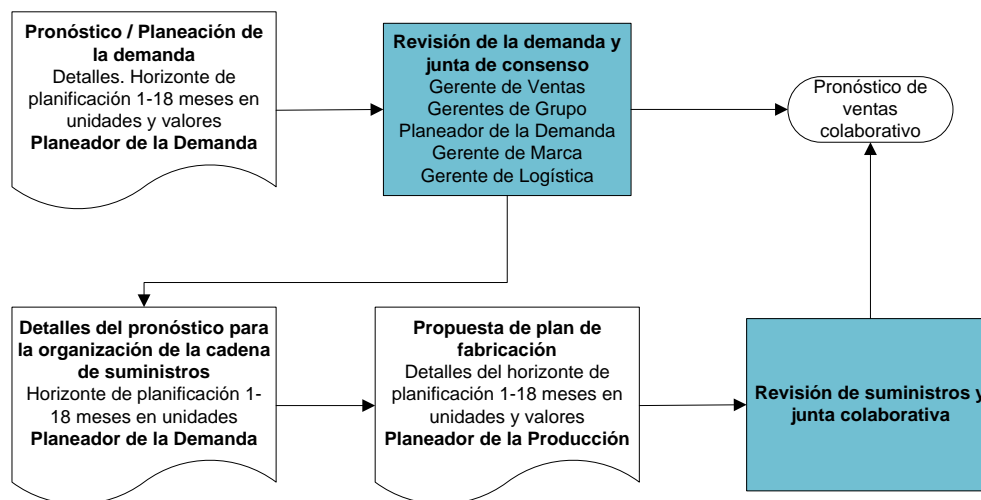 Pronóstico / Planeación de
la demanda
Detalles. Horizonte de
planificación 1-18 meses en
unidades y valores
Planeador de la Demanda
Revisión de la demanda y
junta de consenso
Gerente de Ventas
Gerentes de Grupo
Planeador de la Demanda
Gerente de Marca
Gerente de Logística
Pronóstico de
ventas
colaborativo
Detalles del pronóstico para
la organización de la cadena
de suministros
Horizonte de planificación 1-
18 meses en unidades
Planeador de la Demanda
Propuesta de plan de
fabricación
Detalles del horizonte de
planificación 1-18 meses en
unidades y valores
Planeador de la Producción
Revisión de suministros y
junta colaborativa